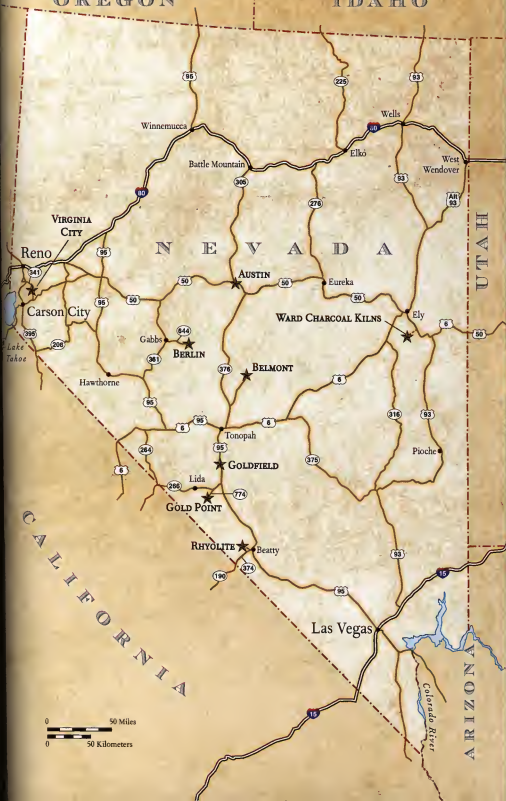 OREGON
IDAHO
95
225
93
Wells
80
Winnemucca
Elko
Battle Mountain
West
Wendover
305
278
93
Alt
93
80
VIRGINIA
CITY
95
Reno
NEVADA
UTAH
341
AUSTIN
50
50
Eureka
95
50
50
Carson City
Ely
WARD CHARCOAL KILNS
6
50
395
208
Lake
Tahoe
Gabbs
844
BERLIN
361
376
BELMONT
Hawthorne
6
95
316
93
95
6
6
Tonopah
264
95
375
Pioche
6
GOLDFIELD
Lida
266
774
GOLD POINT
CALIFORNIA
RHYOLITE
Beatty
93
374
190
15
95
Las Vegas
ARIZONA
Colorado River
15
0 50 Miles
0 50 Kilometers